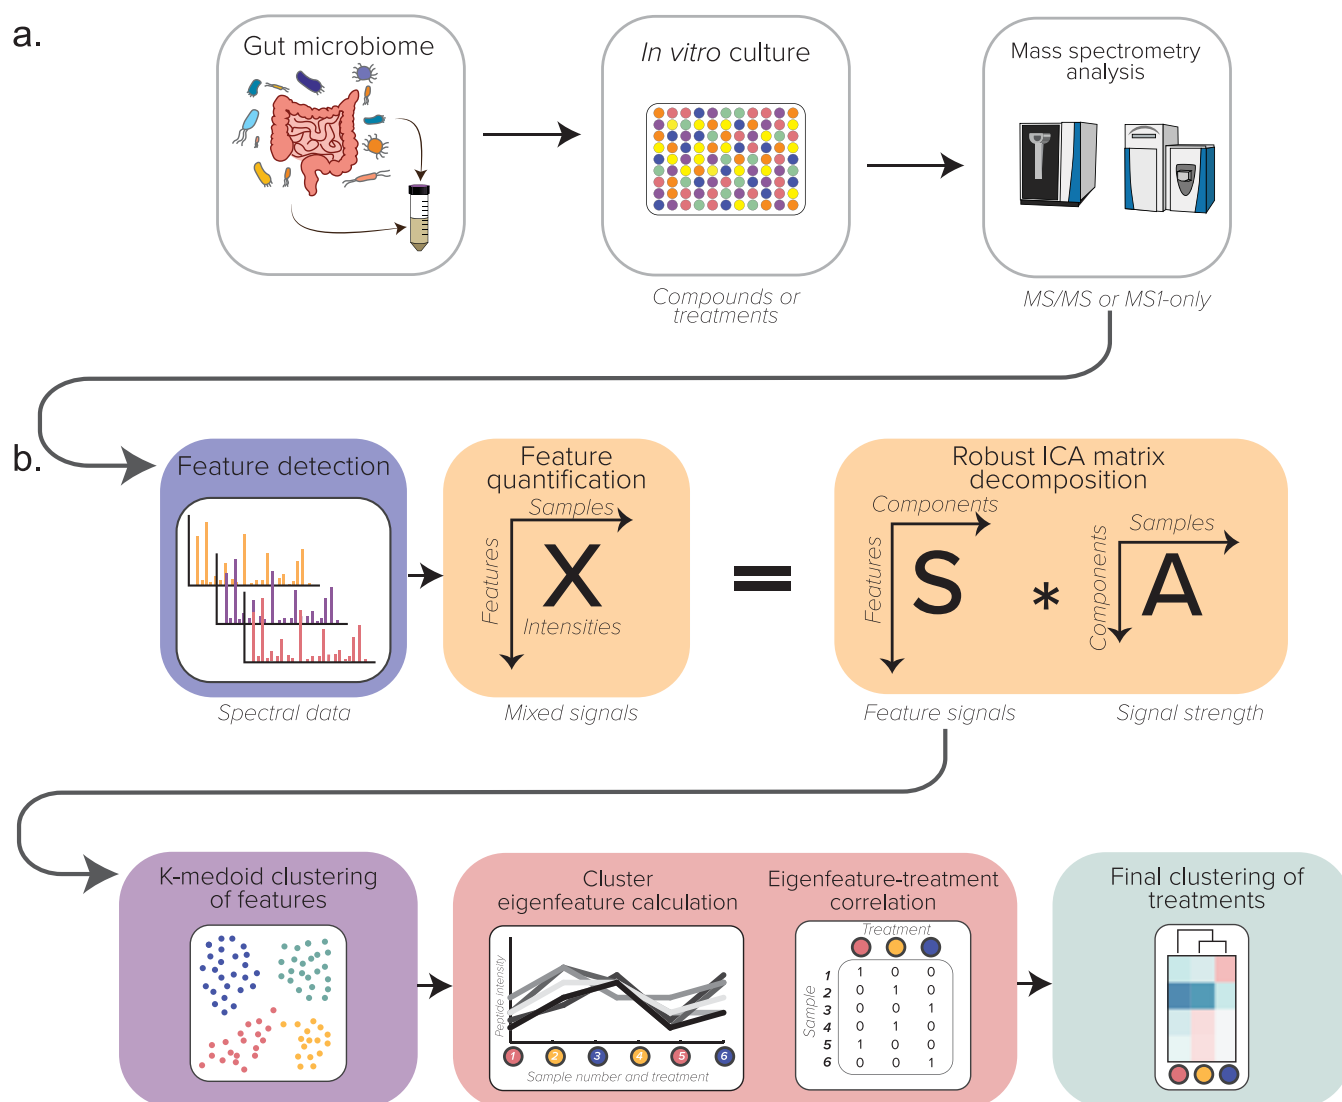 a.
Gut microbiome
In vitro culture
Compounds or
treatments
Mass spectrometry
analysis
MS/MS or MS1-only
b.
Feature detection
Spectral data
Feature
quantification
Samples
Features
X
Intensities
Mixed signals
=
Robust ICA matrix
decomposition
Components
Features
S
Feature signals
*
Samples
Components
A
Signal strength
K-medoid clustering
of features
Cluster
eigenfeature calculation
Peptide intensity
1 2 3 4 5 6
Sample number and treatment
Eigenfeature-treatment
correlation
Treatment
Sample
1 1 0 0
2 0 1 0
3 0 0 1
4 0 1 0
5 1 0 0
6 0 0 1
Final clustering of
treatments